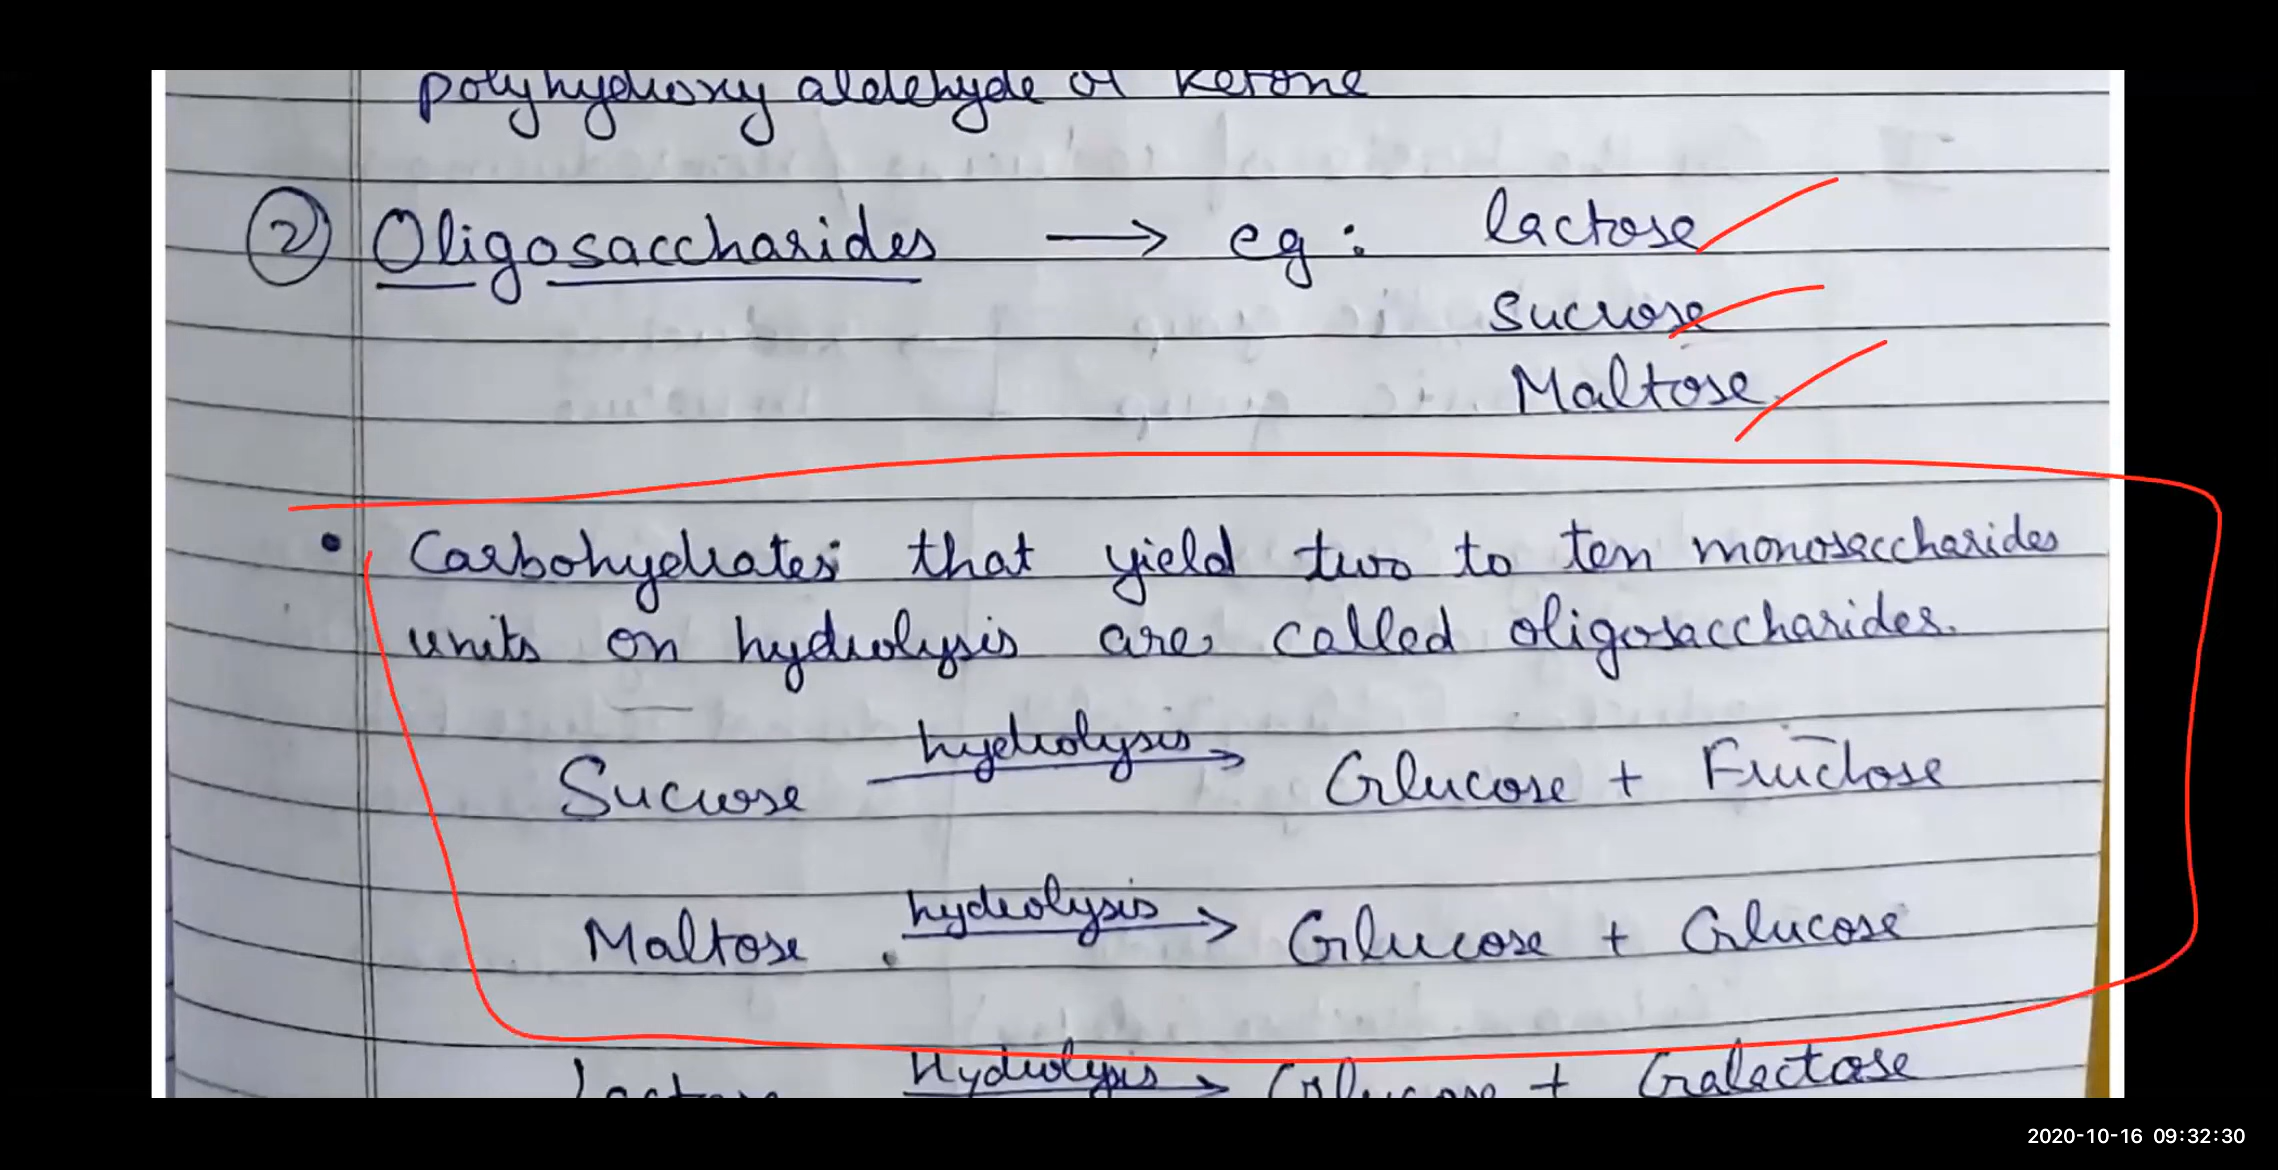 polyhydroxy aldehyde or Ketone
② Oligosaccharides → eg: lactose
Sucrose
Maltose
• Carbohydrates that yield two to ten monosaccharides
units on hydrolysis are called oligosaccharides.
Sucrose hydrolysis → Glucose + Fructose
Maltose hydrolysis → Glucose + Glucose
Lactose Hydrolysis → Glucose + Galactose
2020-10-16 09:32:30